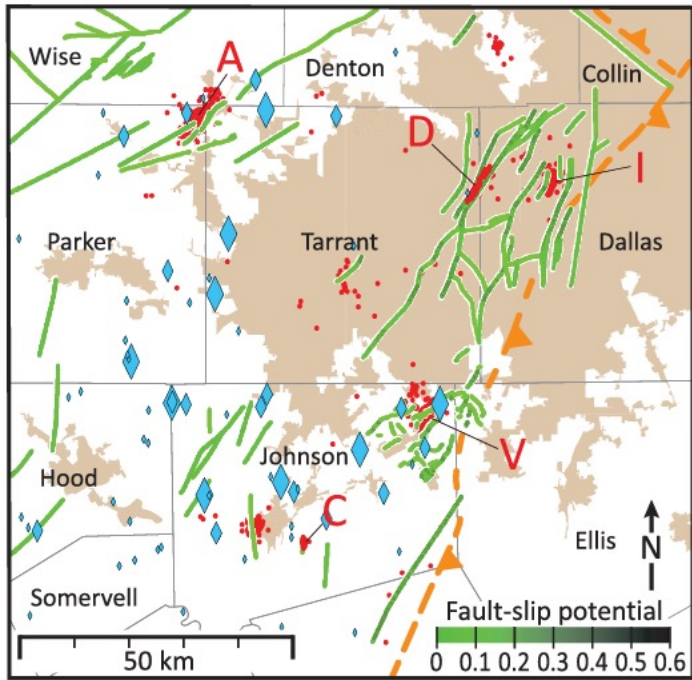 Wise
A
Denton
Collin
D
I
Parker
Tarrant
Dallas
Hood
Johnson
V
C
Ellis
N
Somervell
Fault-slip potential
50 km
0 0.1 0.2 0.3 0.4 0.5 0.6